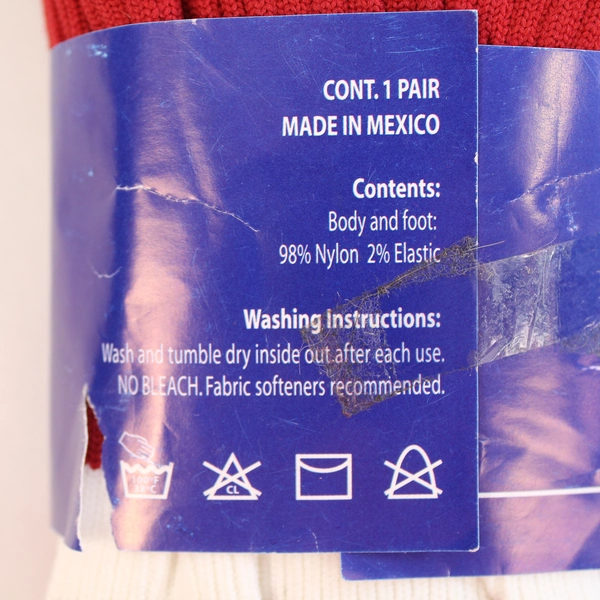 CONT. 1 PAIR
MADE IN MEXICO
Contents:
Body and foot:
98% Nylon 2% Elastic
Washing Instructions:
Wash and tumble dry inside out after each use.
NO BLEACH. Fabric softeners recommended.
CL